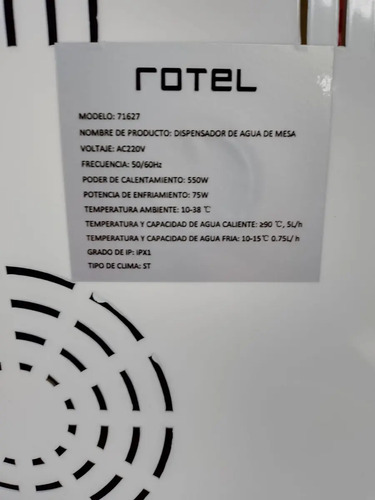 rOTEL
MODELO: 71627
NOMBRE DE PRODUCTO: DISPENSADOR DE AGUA DE MESA
VOLTAJE: AC220V
FRECUENCIA: 50/60Hz
PODER DE CALENTAMIENTO: 550W
POTENCIA DE ENFRIAMIENTO: 75W
TEMPERATURA AMBIENTE: 10-38 ℃
TEMPERATURA Y CAPACIDAD DE AGUA CALIENTE: ≥90 ℃, 5L/h
TEMPERATURA Y CAPACIDAD DE AGUA FRIA: 10-15℃ 0.75L/ h
GRADO DE IP: IPX1
TIPO DE CLIMA: ST